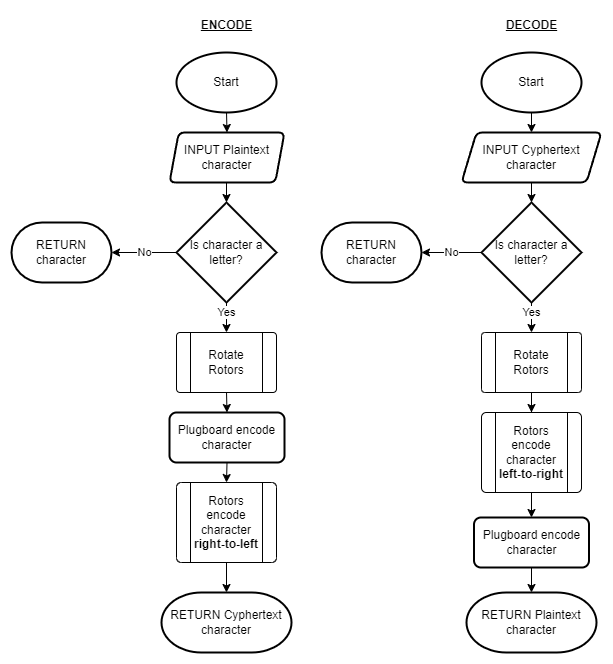 ENCODE
Start
INPUT Plaintext
character
Is character a
letter?
No
RETURN
character
Yes
Rotate
Rotors
Plugboard encode
character
Rotors
encode
character
right-to-left
RETURN Cyphertext
character
DECODE
Start
INPUT Cyphertext
character
Is character a
letter?
No
RETURN
character
Yes
Rotate
Rotors
Rotors
encode
character
left-to-right
Plugboard encode
character
RETURN Plaintext
character